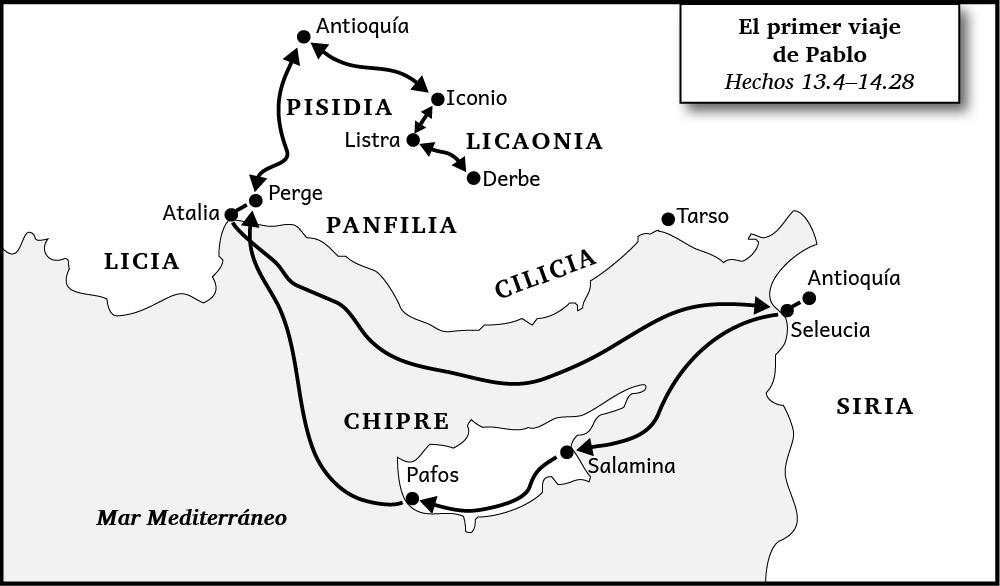 El primer viaje
de Pablo
Hechos 13.4–14.28
Antioquía
PISIDIA
Iconio
Listra
LICAONIA
Derbe
Perge
Atalia
PANFILIA
Tarso
LICIA
CILICIA
Antioquía
Seleucia
CHIPRE
SIRIA
Salamina
Pafos
Mar Mediterráneo